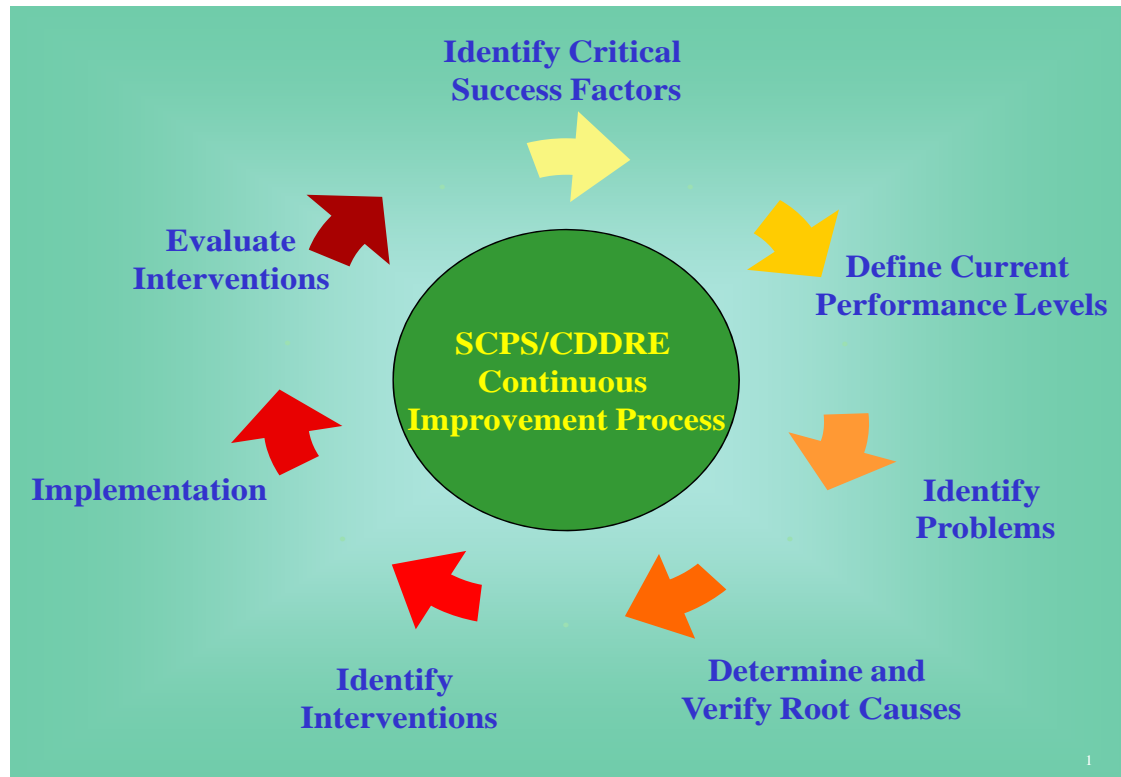 Identify Critical
Success Factors
Define Current
Performance Levels
Identify
Problems
Determine and
Verify Root Causes
Identify
Interventions
Implementation
Evaluate
Interventions
SCPS/CDDRE
Continuous
Improvement Process
1